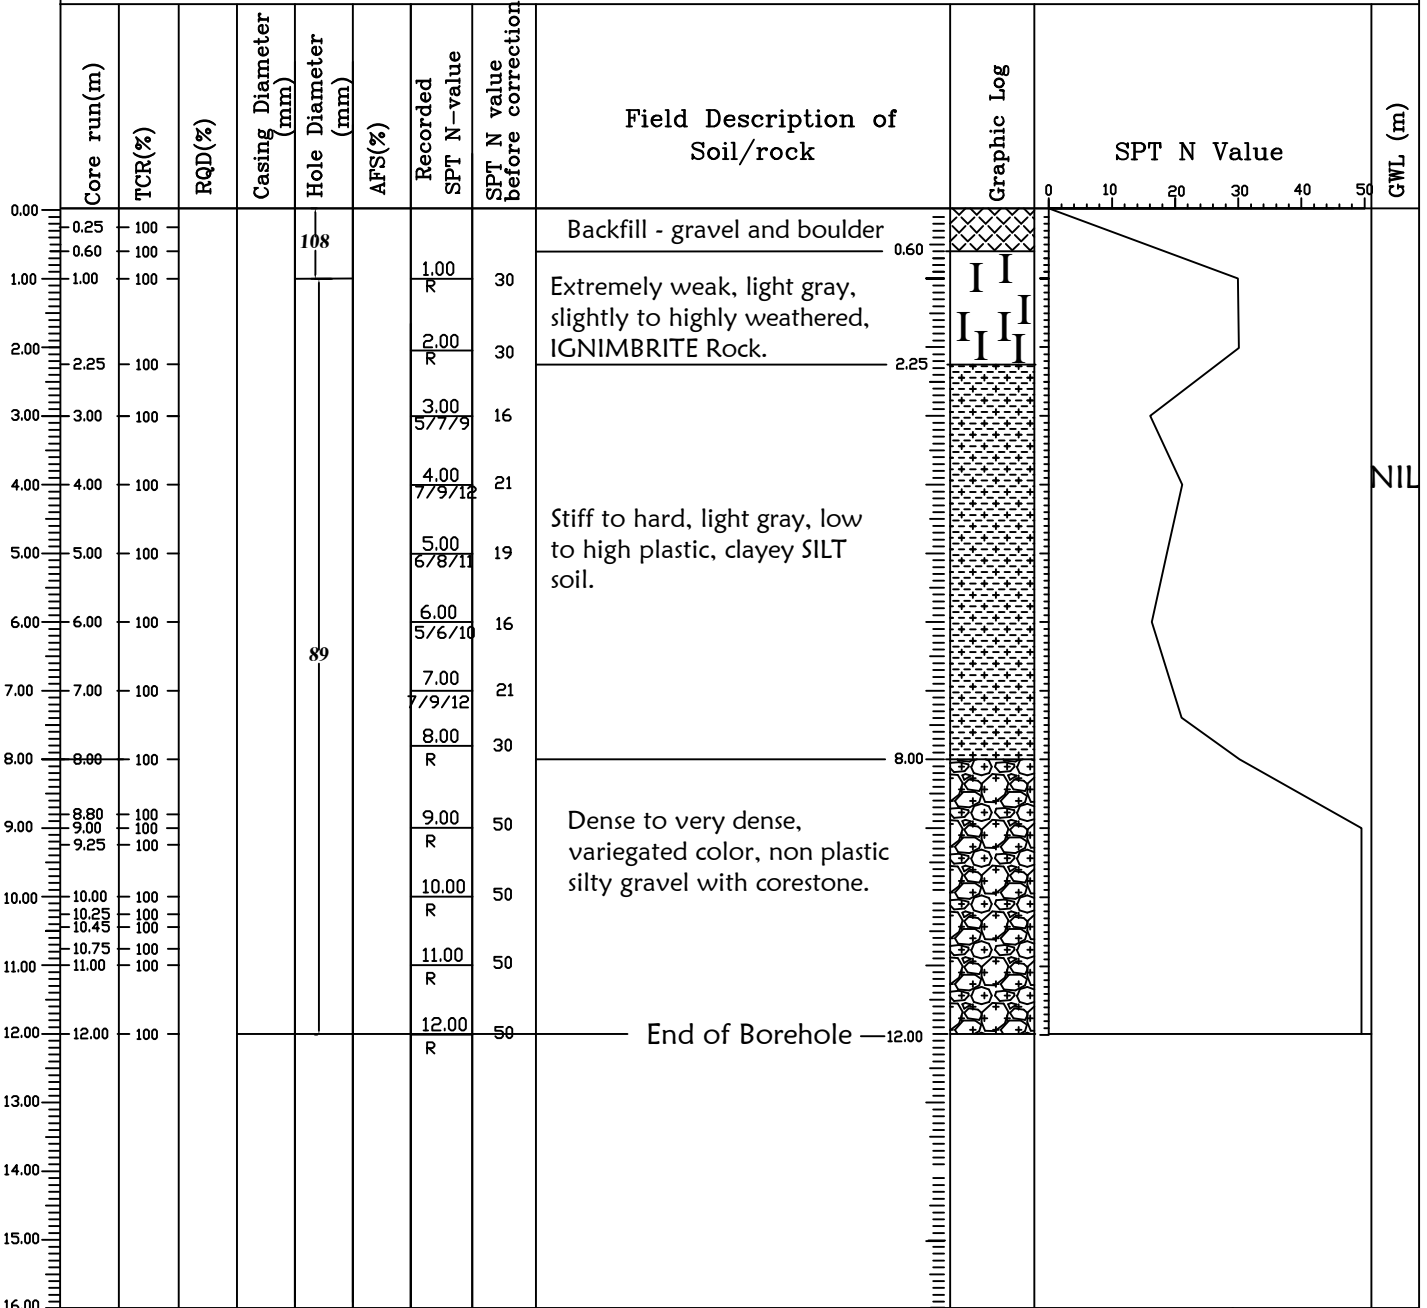 Core run(m)
TCR(%)
RQD(%)
Casing Diameter
(mm)
Hole Diameter
(mm)
AFS(%)
Recorded
SPT N-value
SPT N value
before correction
Field Description of
Soil/rock
Graphic Log
SPT N Value
GWL (m)
0 10 20 30 40 50
0.00
0.25 100
108
Backfill - gravel and boulder
0.60 100
0.60
1.00
1.00 1.00 100 30
R
Extremely weak, light gray,
slightly to highly weathered,
IGNIMBRITE Rock.
I I I I I I I
2.00
2.00 30
R
2.25 100 2.25
3.00
3.00 3.00 100 16
5/7/9
4.00
4.00 4.00 100 21
7/9/12
NIL
Stiff to hard, light gray, low
to high plastic, clayey SILT
soil.
5.00
5.00 5.00 100 19
6/8/11
6.00
6.00 6.00 100 16
5/6/10
89
7.00
7.00 7.00 100 21
7/9/12
8.00
30
8.00 8.00 100 R 8.00
8.80 100
9.00
9.00 9.00 100 50
R
9.25 100
Dense to very dense,
variegated color, non plastic
silty gravel with corestone.
10.00
10.00 10.00 100 50
R
10.25 100
10.45 100
10.75 100
11.00
11.00 11.00 100 50
R
12.00
12.00 12.00 100 50 End of Borehole 12.00
R
13.00
14.00
15.00
16.00